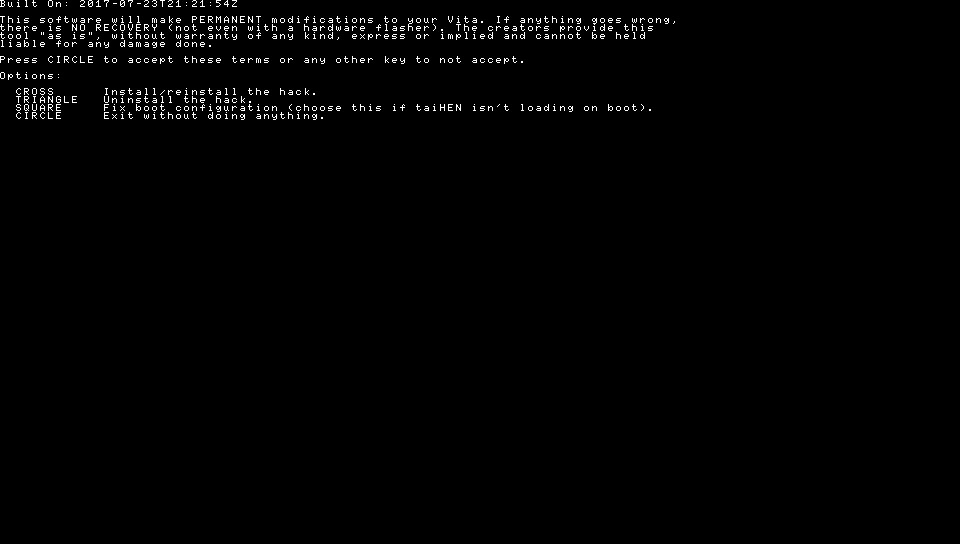 Built On: 2017-07-23T21:21:54Z
This software will make PERMANENT modifications to your Vita. If anything goes wrong,
there is NO RECOVERY (not even with a hardware flasher). The creators provide this
tool "as is", without warranty of any kind, express or implied and cannot be held
liable for any damage done.
Press CIRCLE to accept these terms or any other key to not accept.
Options:
CROSS Install/reinstall the hack.
TRIANGLE Uninstall the hack.
SQUARE Fix boot configuration (choose this if taiHEN isn't loading on boot).
CIRCLE Exit without doing anything.